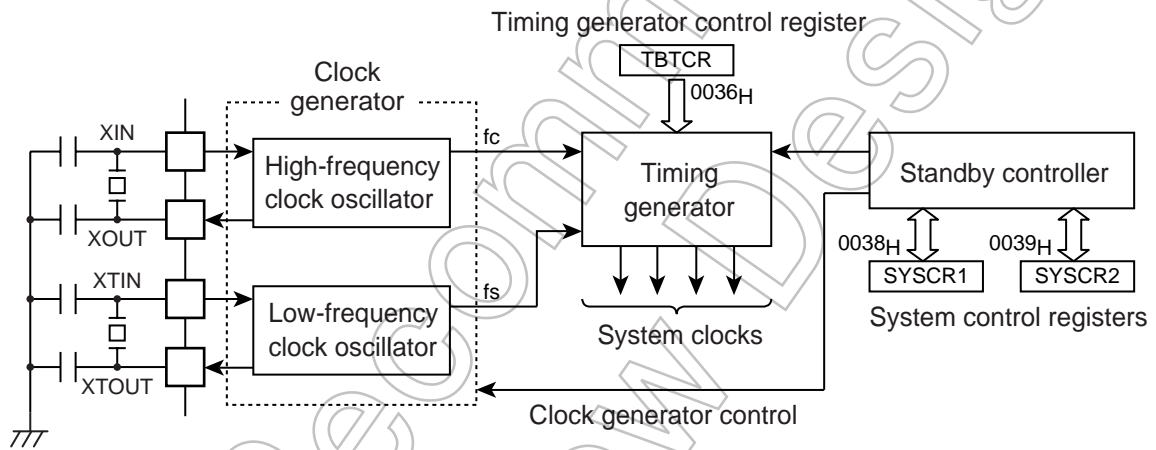 Timing generator control register
TBTCR
0036H
Clock
generator
XIN
High-frequency
clock oscillator
fc
XOUT
Timing
generator
Standby controller
0038H
0039H
SYSCR1
SYSCR2
System control registers
XTIN
Low-frequency
clock oscillator
fs
XTOUT
System clocks
Clock generator control